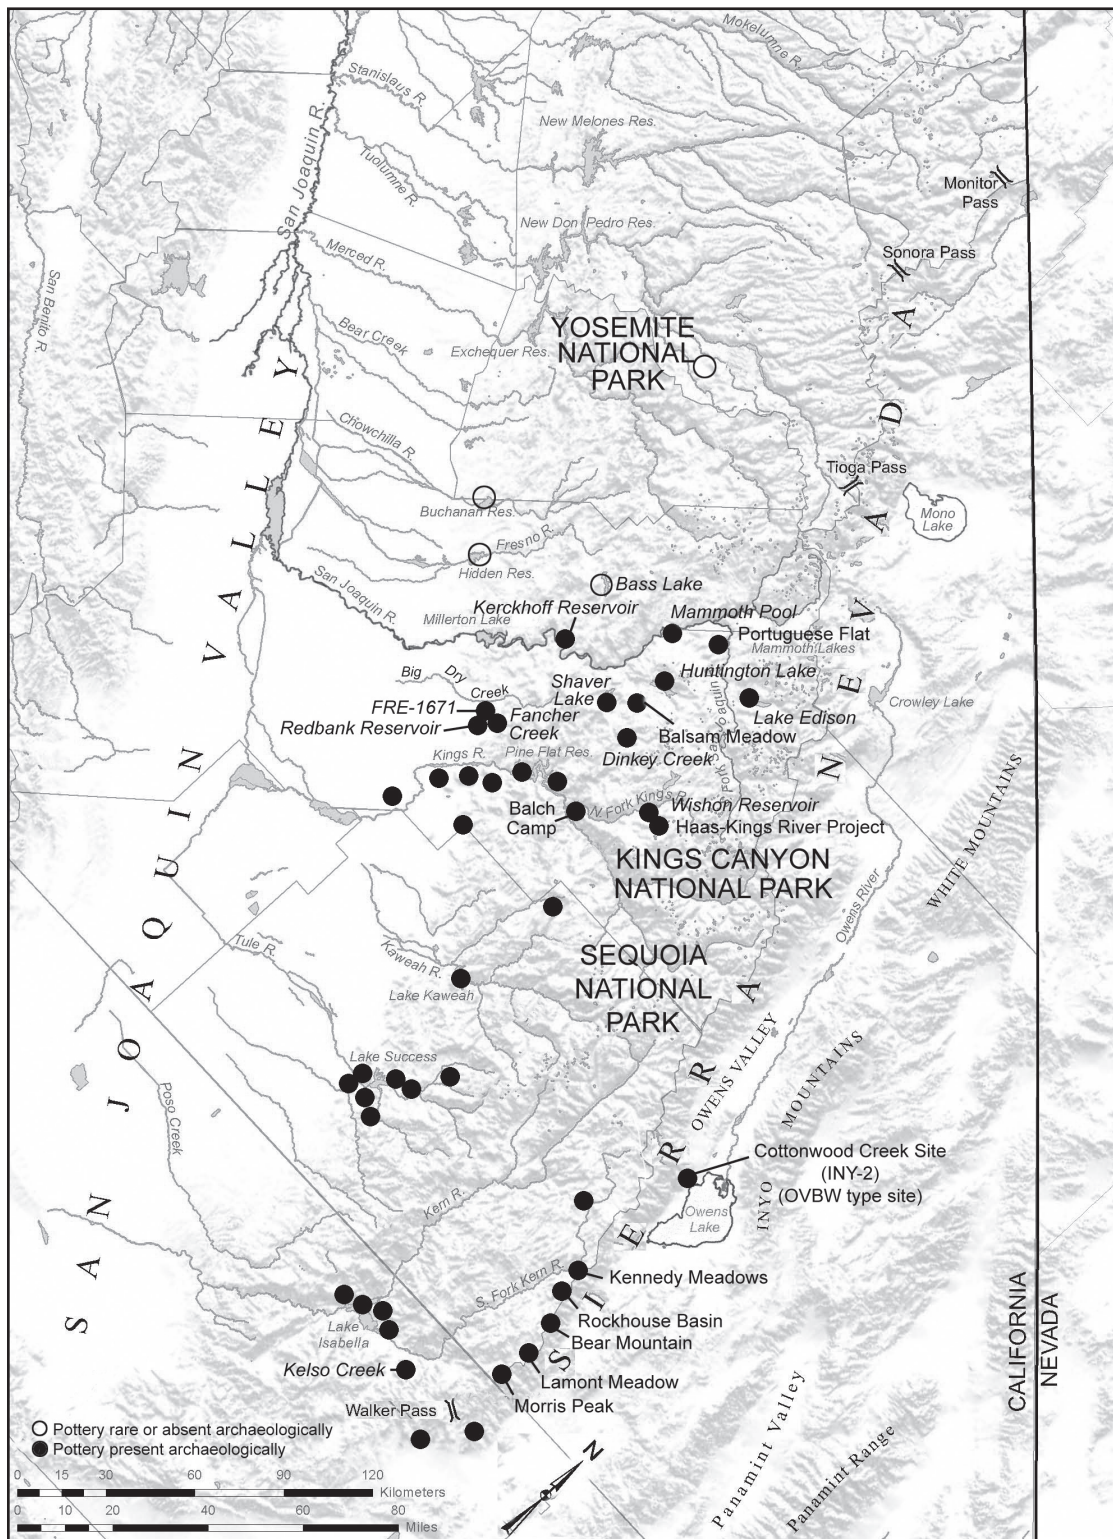 Mokelumne R.
Stanislaus R.
New Melones Res.
Tuolumne R.
San Joaquin R.
Monitor
Pass
New Don Pedro Res.
Merced R.
Sonora Pass
San Benito R.
YOSEMITE
NATIONAL
PARK
Bear Creek
Exchequer Res.
Chowchilla R.
Tioga Pass
Buchanan Res.
Mono
Lake
Fresno R.
Hidden Res.
San Joaquin R.
Bass Lake
Kerckhoff Reservoir
Millerton Lake
Mammoth Pool
Portuguese Flat
Mammoth Lakes
Big Dry Creek
Shaver
Lake
Huntington Lake
Crowley Lake
FRE-1671
Redbank Reservoir
Fancher
Creek
Lake Edison
Balsam Meadow
Dinkey Creek
Kings R.
Pine Flat Res.
Balch
Camp
N. Fork Kings R.
Wishon Reservoir
Haas-Kings River Project
KINGS CANYON
NATIONAL PARK
WHITE MOUNTAINS
Owens River
Tule R.
Kaweah R.
Lake Kaweah
SEQUOIA
NATIONAL
PARK
SAN JOAQUIN VALLEY
SIERRA NEVADA
OWENS VALLEY
INYO MOUNTAINS
Lake Success
Poso Creek
Kern R.
Cottonwood Creek Site
(INY-2)
(OVBW type site)
Owens
Lake
S. Fork Kern R.
Kennedy Meadows
Rockhouse Basin
Bear Mountain
Lake
Isabella
Kelso Creek
Lamont Meadow
Morris Peak
Walker Pass
CALIFORNIA
NEVADA
Panamint Valley
Panamint Range
Pottery rare or absent archaeologically
Pottery present archaeologically
N
0 15 30 60 90 120
Kilometers
0 10 20 40 60 80
Miles